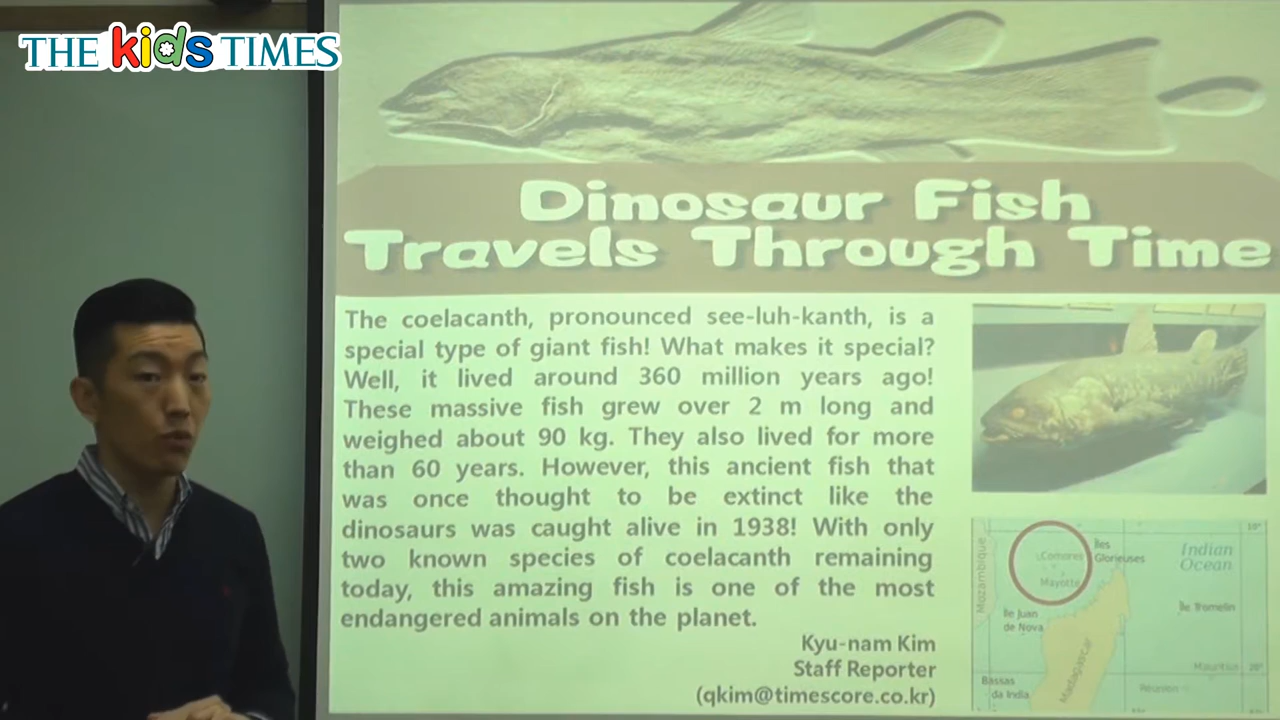 THE kids TIMES
Dinosaur Fish
Travels Through Time
The coelacanth, pronounced see-luh-kanth, is a
special type of giant fish! What makes it special?
Well, it lived around 360 million years ago!
These massive fish grew over 2 m long and
weighed about 90 kg. They also lived for more
than 60 years. However, this ancient fish that
was once thought to be extinct like the
dinosaurs was caught alive in 1938! With only
two known species of coelacanth remaining
today, this amazing fish is one of the most
endangered animals on the planet.
Kyu-nam Kim
Staff Reporter
(qkim@timescore.co.kr)
10°
Mozambique
Comores
Mayotte
Îles
Glorieuses
Indian
Ocean
Île Juan
de Nova
Île Tromelin
Madagascar
Mauritius
20°
Bassas
da India
Réunion